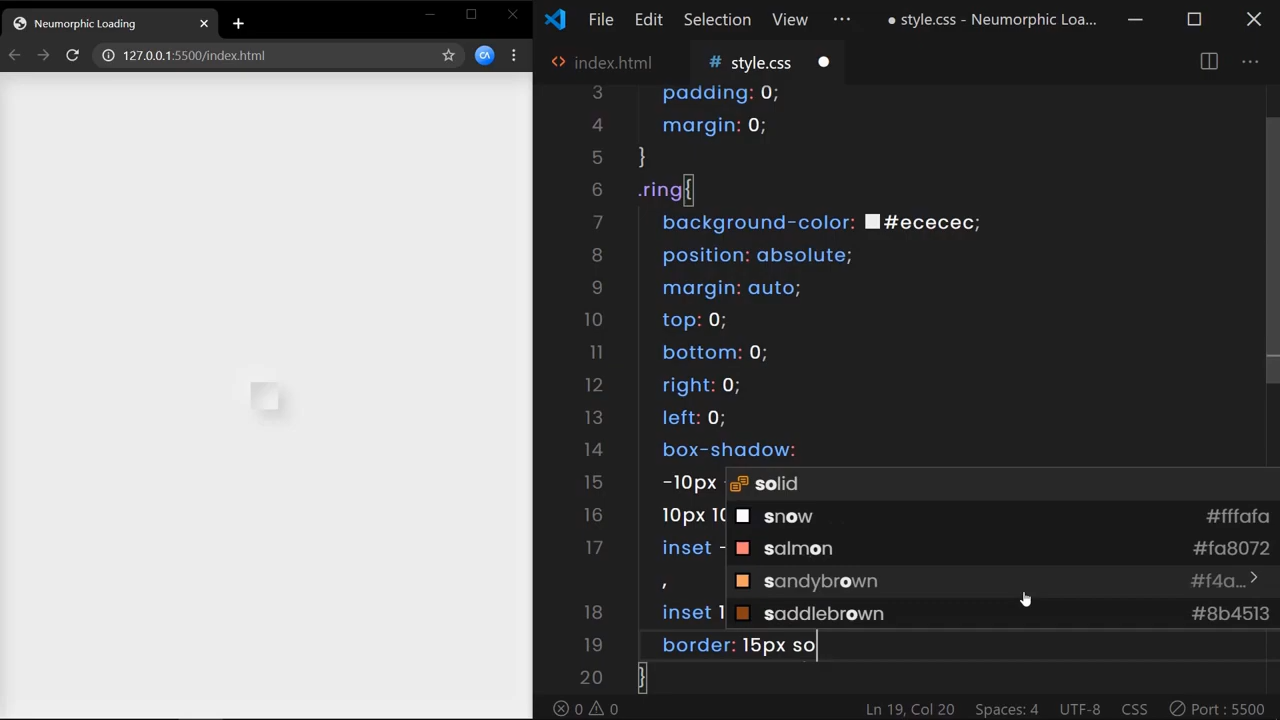 Neumorphic Loading
127.0.0.1:5500/index.html
File Edit Selection View ... ● style.css - Neumorphic Loa...
<> index.html
# style.css
3 padding: 0;
4 margin: 0;
5 }
6 .ring{
7 background-color: #ececec;
8 position: absolute;
9 margin: auto;
10 top: 0;
11 bottom: 0;
12 right: 0;
13 left: 0;
14 box-shadow:
15 -10px
16 10px 10
17 inset -
,
18 inset 1
19 border: 15px so
20 }
solid
snow #fffafa
salmon #fa8072
sandybrown #f4a...
saddlebrown #8b4513
0 0 Ln 19, Col 20 Spaces: 4 UTF-8 CSS Port : 5500